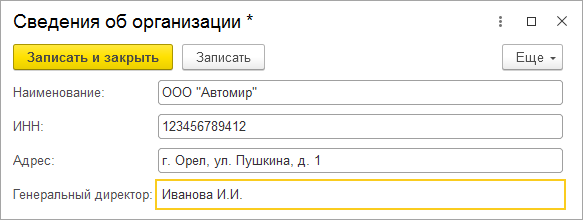 Сведения об организации *
Записать и закрыть
Записать
Еще
Наименование: ООО "Автомир"
ИНН: 123456789412
Адрес: г. Орел, ул. Пушкина, д. 1
Генеральный директор: Иванова И.И.